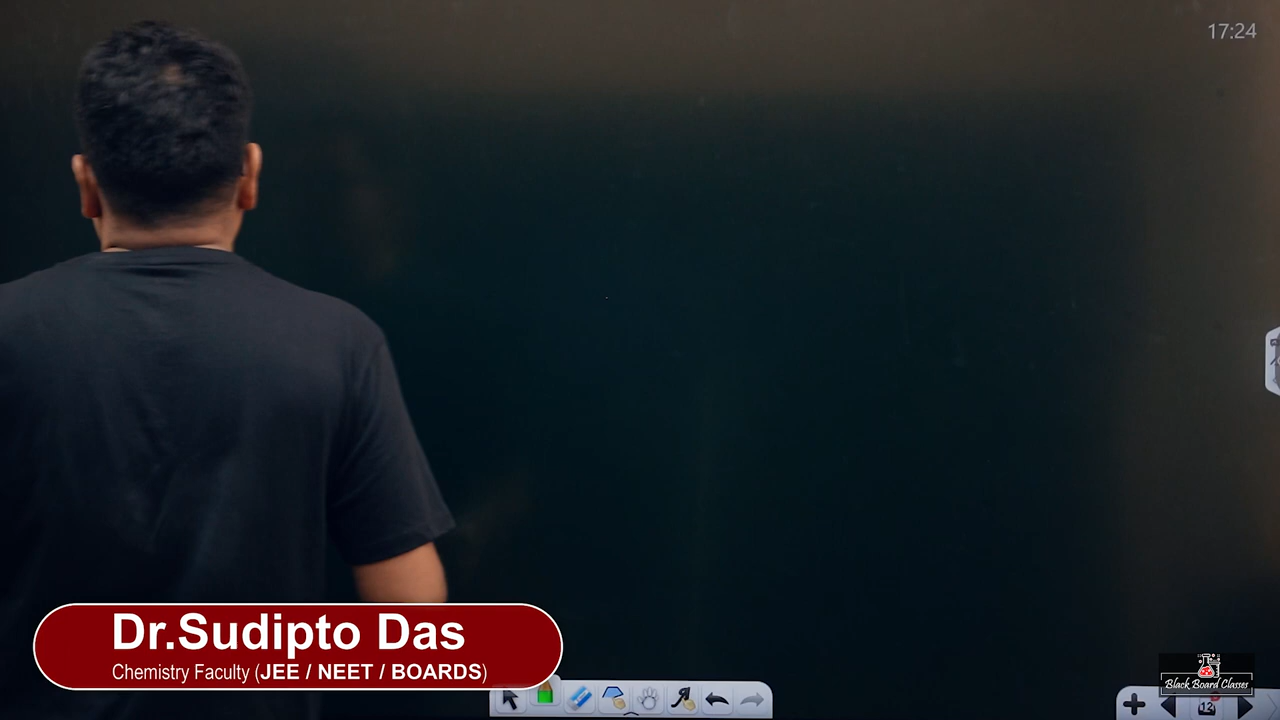 17:24
Dr.Sudipto Das
Chemistry Faculty (JEE / NEET / BOARDS)
Black Board Classes
12